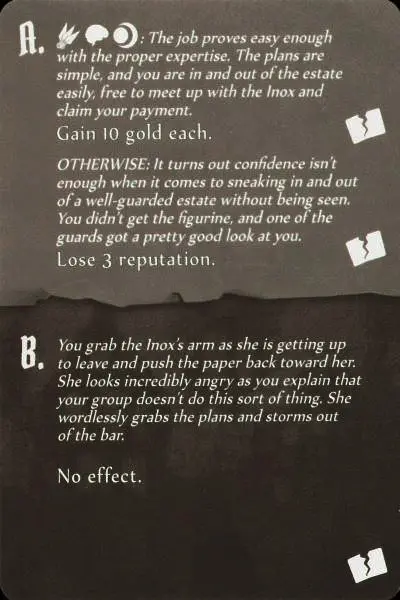 A. : The job proves easy enough
with the proper expertise. The plans are
simple, and you are in and out of the estate
easily, free to meet up with the Inox and
claim your payment.
Gain 10 gold each.
OTHERWISE: It turns out confidence isn't
enough when it comes to sneaking in and out
of a well-guarded estate without being seen.
You didn't get the figurine, and one of the
guards got a pretty good look at you.
Lose 3 reputation.
B. You grab the Inox's arm as she is getting up
to leave and push the paper back toward her.
She looks incredibly angry as you explain that
your group doesn't do this sort of thing. She
wordlessly grabs the plans and storms out
of the bar.
No effect.